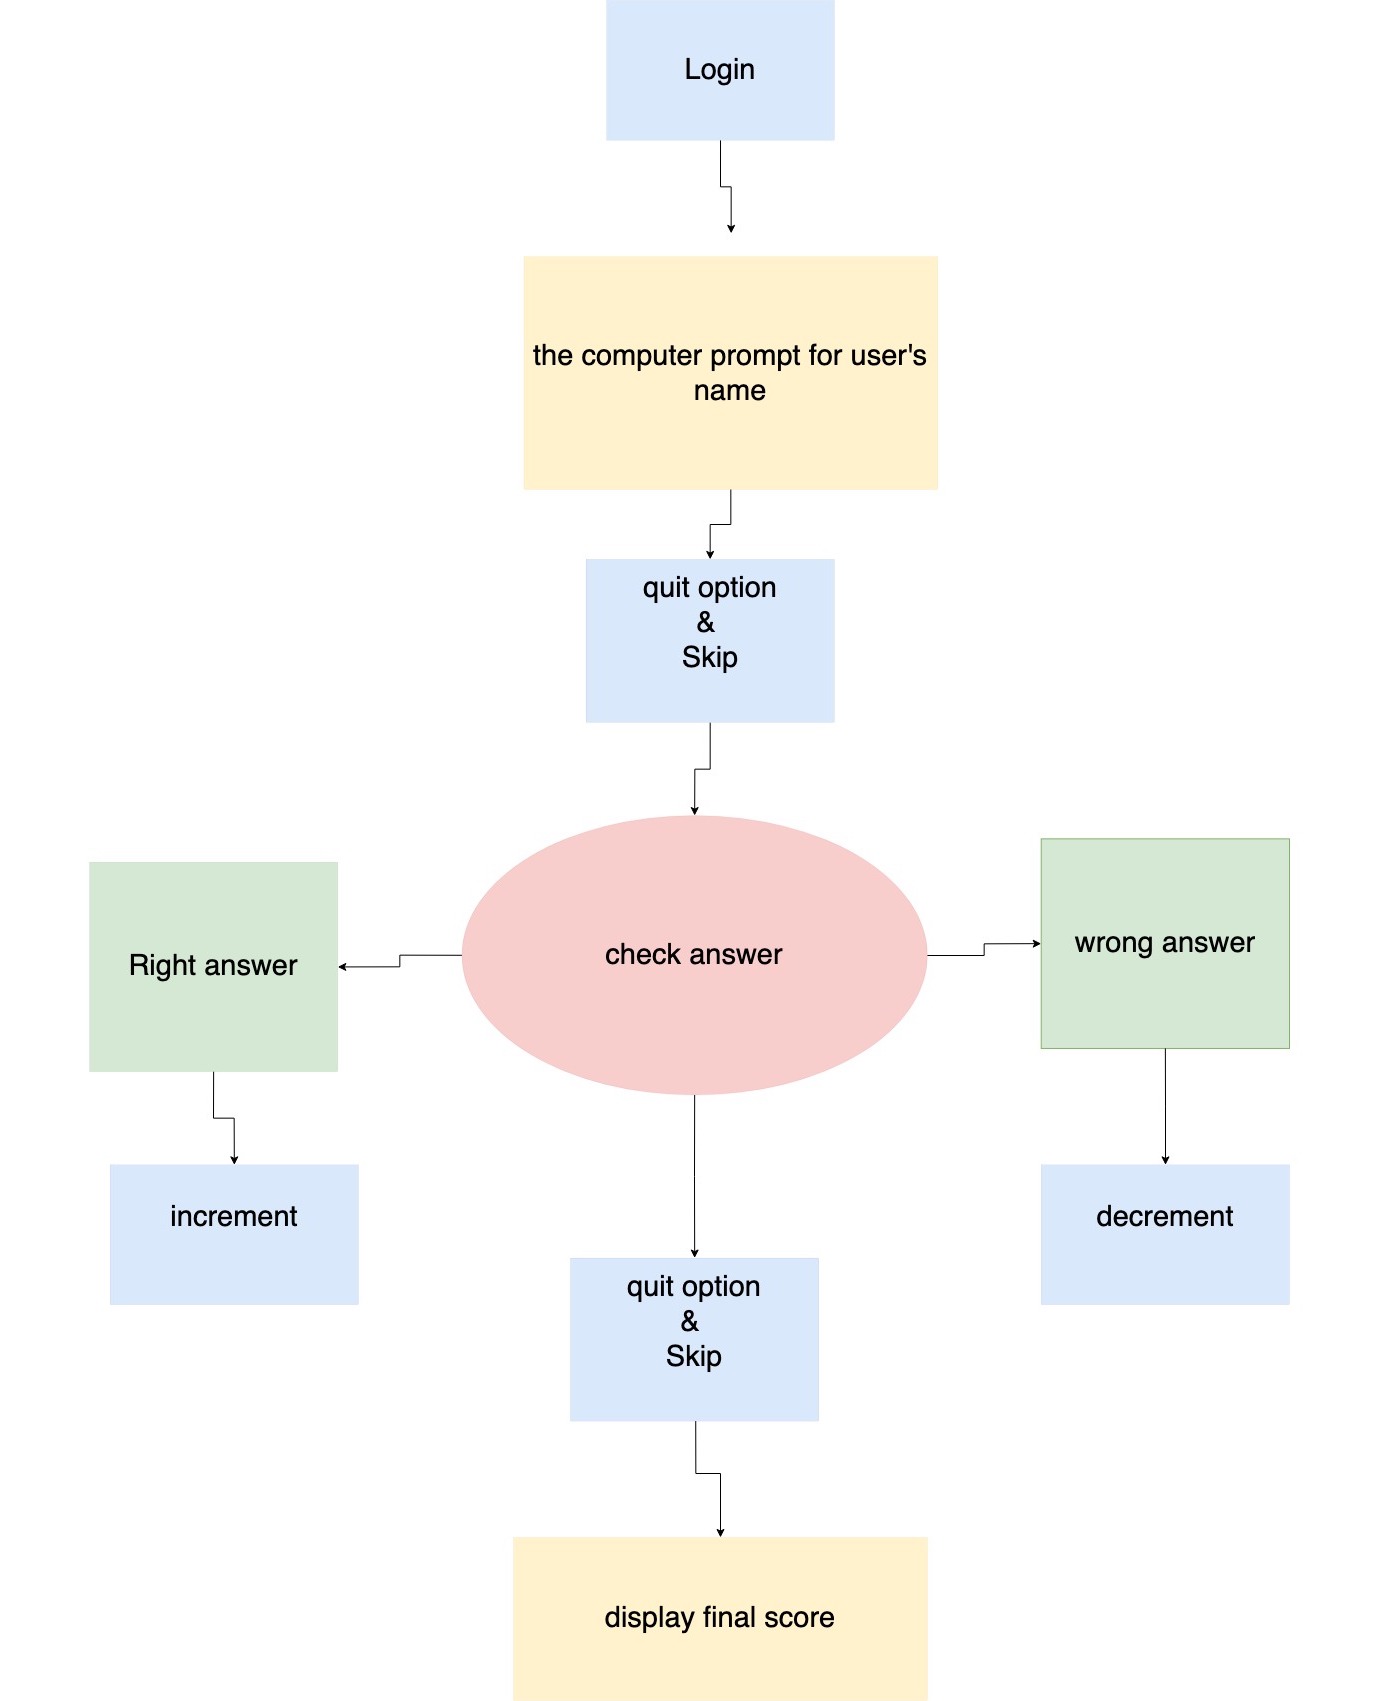 Login
the computer prompt for user's
name
quit option
&
Skip
check answer
Right answer
wrong answer
increment
decrement
quit option
&
Skip
display final score